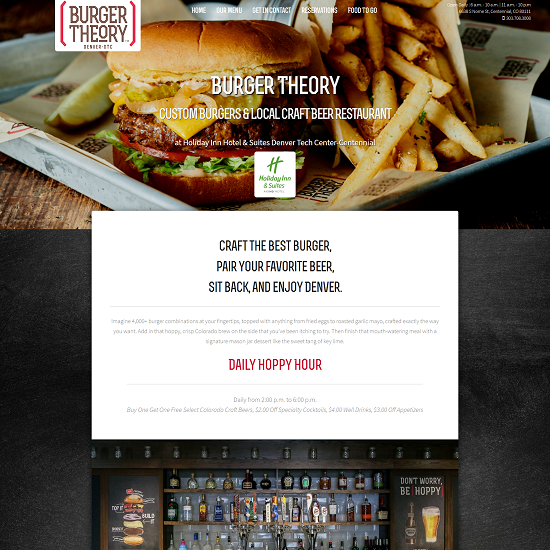 BURGER
THEORY
DENVER-DTC
HOME OUR MENU GET IN CONTACT RESERVATIONS FOOD TO GO
Open Daily | 6 a.m. - 10 a.m. | 11 a.m. - 10 p.m.
Centennial, CO 80111
303.708.3009
BURGER THEORY
CUSTOM BURGERS & LOCAL CRAFT BEER RESTAURANT
at Holiday Inn Hotel & Suites Denver Tech Center-Centennial
H
Holiday Inn
& Suites
CRAFT THE BEST BURGER,
PAIR YOUR FAVORITE BEER,
SIT BACK, AND ENJOY DENVER.
Imagine 4,000+ burger combinations at your fingertips, topped with anything from fried eggs to roasted garlic mayo, crafted exactly the way
you want. Add in that hoppy, crisp Colorado brew on the side that you've been itching to try. Then finish that mouth-watering meal with a
signature mason jar dessert like the sweet tang of key lime.
DAILY HOPPY HOUR
Daily from 2:00 p.m. to 6:00 p.m.
Buy One Get One Free Select Colorado Craft Beers, $2.00 Off Specialty Cocktails, $4.00 Well Drinks, $3.00 Off Appetizers
TOP IT
BUILD
IT
DON'T WORRY,
BE HOPPY